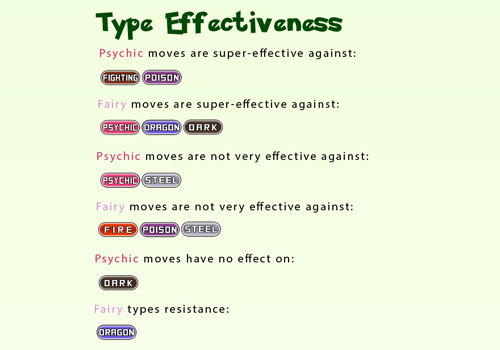 Type Effectiveness
Psychic moves are super-effective against:
FIGHTING POISON
Fairy moves are super-effective against:
PSYCHIC DRAGON DARK
Psychic moves are not very effective against:
PSYCHIC STEEL
Fairy moves are not very effective against:
FIRE POISON STEEL
Psychic moves have no effect on:
DARK
Fairy types resistance:
DRAGON